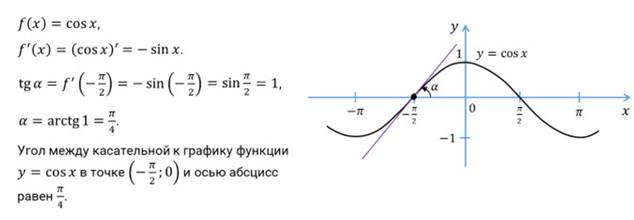 f(x) = cos x,
f′(x) = (cos x)′ = − sin x.
tg α = f′(−π/2) = − sin(−π/2) = sin π/2 = 1,
α = arctg 1 = π/4.
Угол между касательной к графику функции
y = cos x в точке (−π/2; 0) и осью абсцисс
равен π/4.
y
1
y = cos x
α
−π
−π/2
0
π/2
π
x
−1